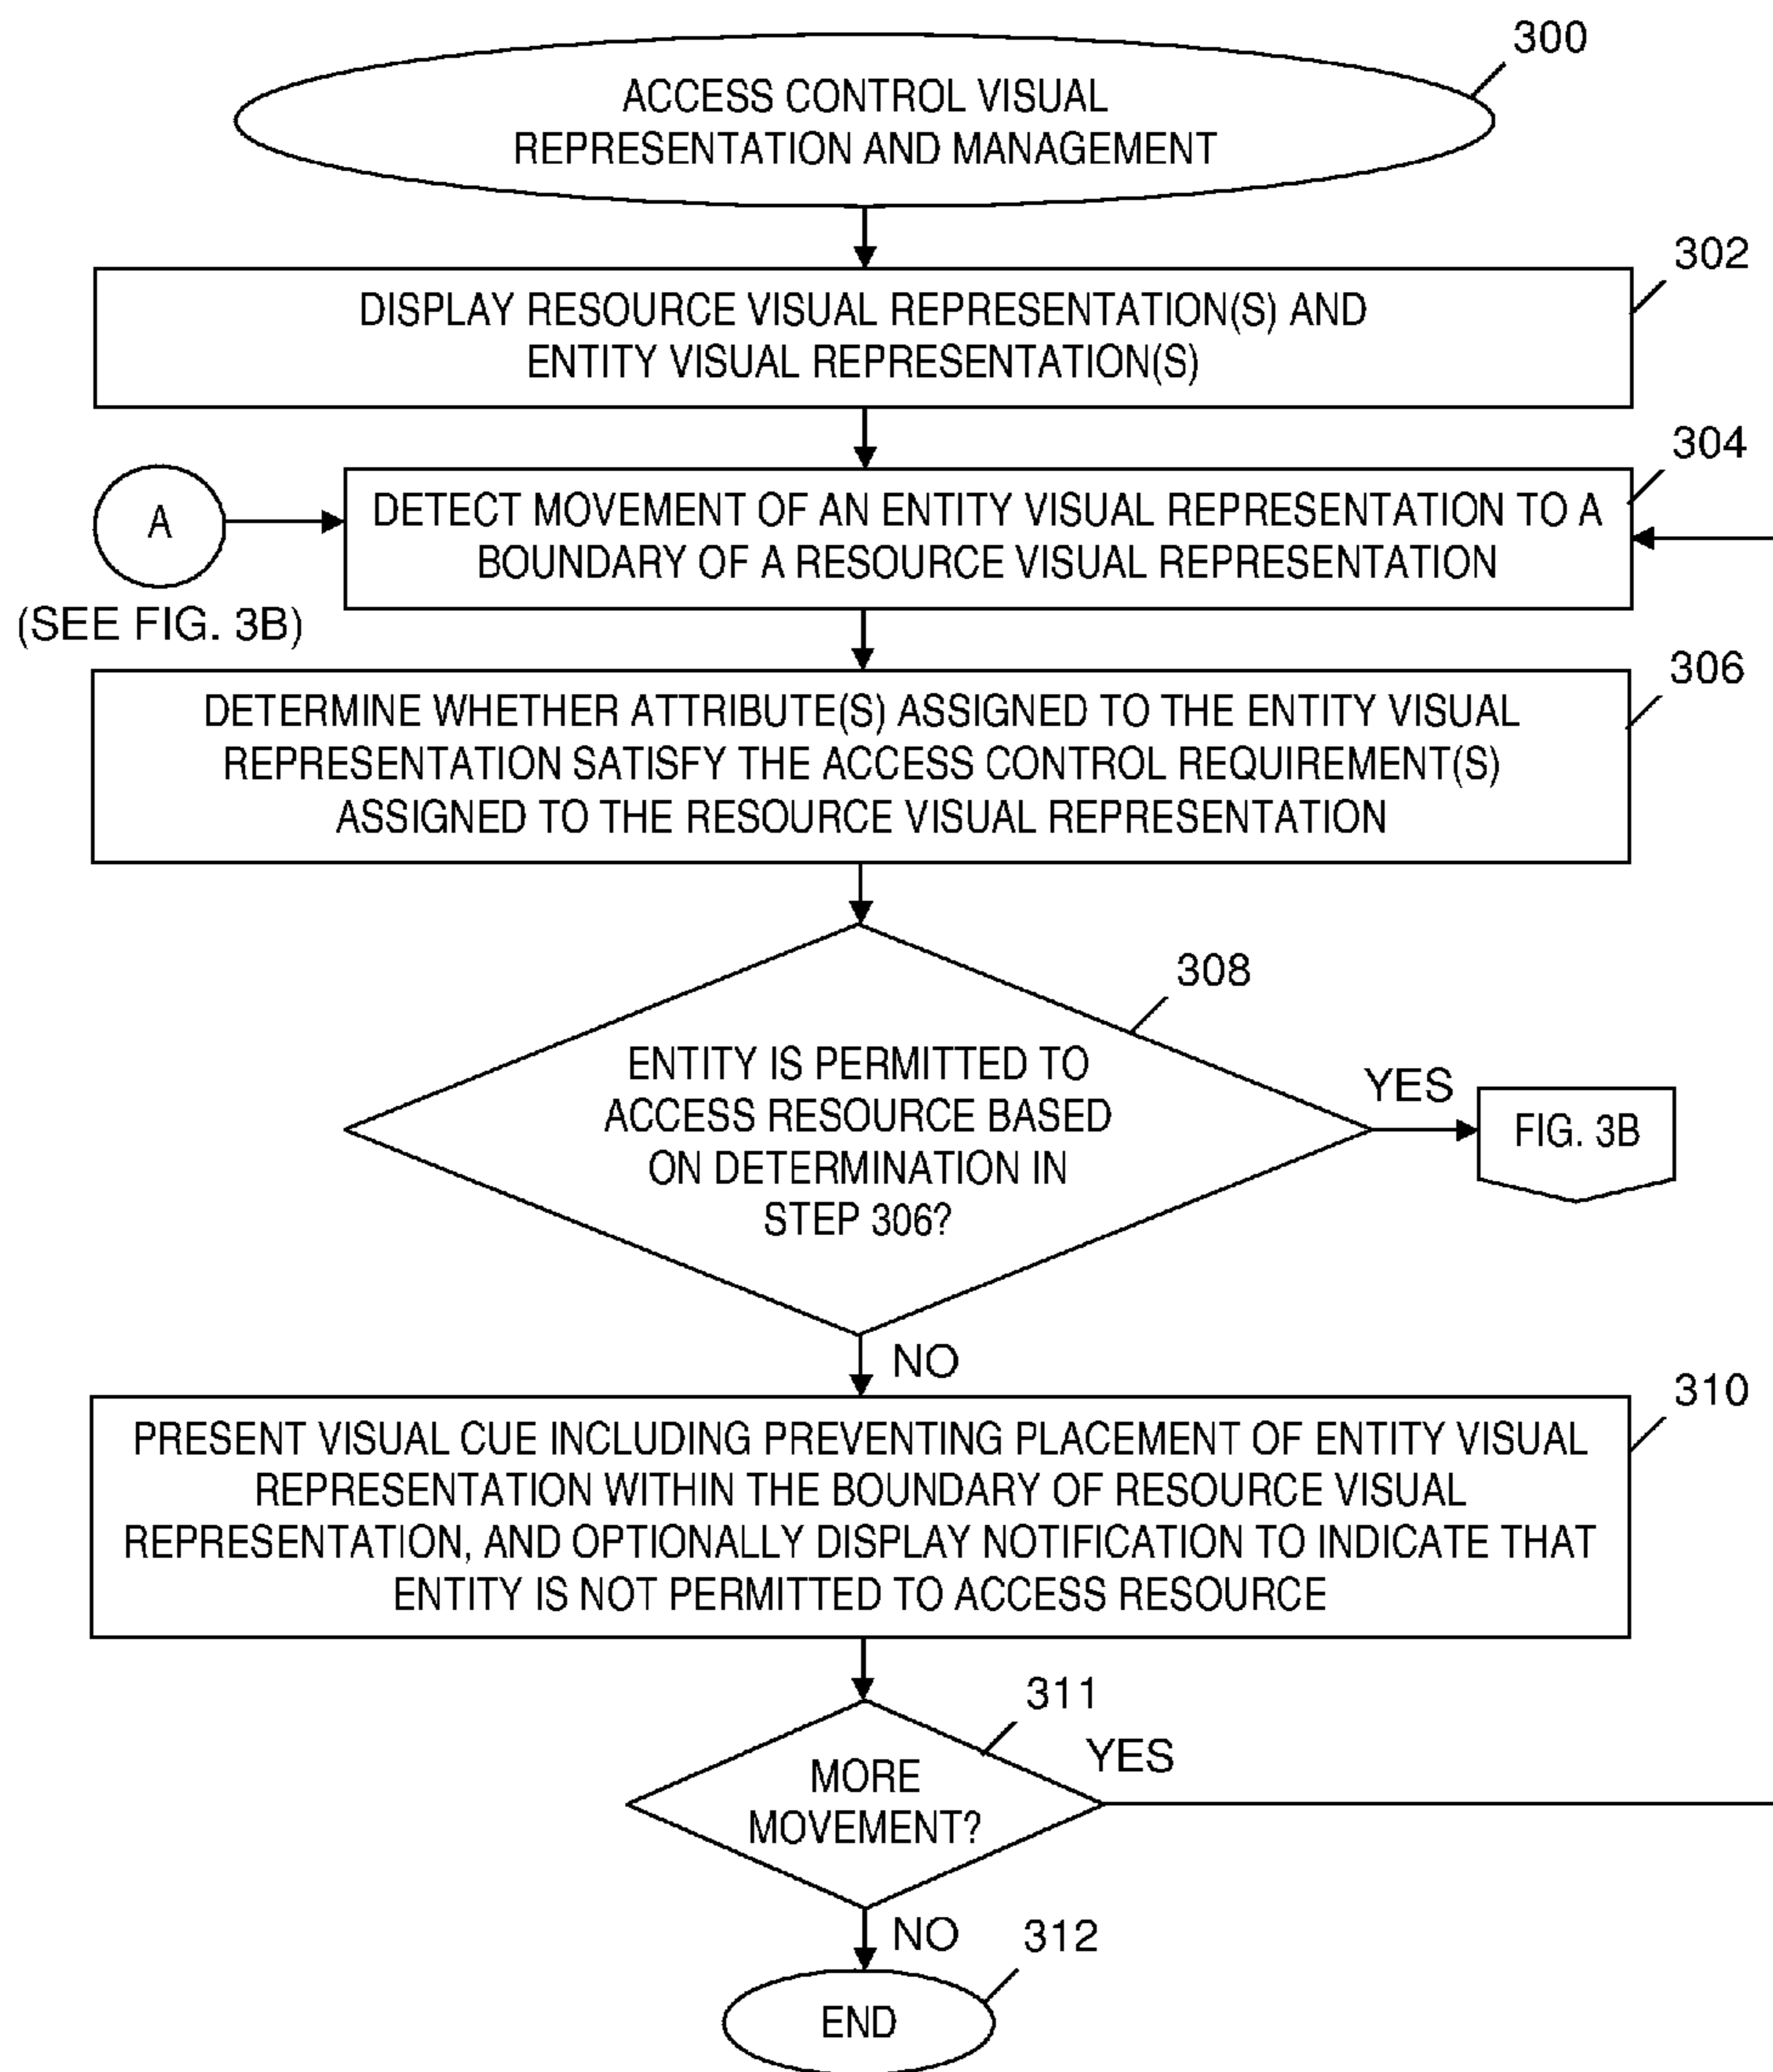 300
ACCESS CONTROL VISUAL
REPRESENTATION AND MANAGEMENT
302
DISPLAY RESOURCE VISUAL REPRESENTATION(S) AND
ENTITY VISUAL REPRESENTATION(S)
304
A
(SEE FIG. 3B)
DETECT MOVEMENT OF AN ENTITY VISUAL REPRESENTATION TO A
BOUNDARY OF A RESOURCE VISUAL REPRESENTATION
306
DETERMINE WHETHER ATTRIBUTE(S) ASSIGNED TO THE ENTITY VISUAL
REPRESENTATION SATISFY THE ACCESS CONTROL REQUIREMENT(S)
ASSIGNED TO THE RESOURCE VISUAL REPRESENTATION
308
ENTITY IS PERMITTED TO
ACCESS RESOURCE BASED
ON DETERMINATION IN
STEP 306?
YES
FIG. 3B
NO
310
PRESENT VISUAL CUE INCLUDING PREVENTING PLACEMENT OF ENTITY VISUAL
REPRESENTATION WITHIN THE BOUNDARY OF RESOURCE VISUAL
REPRESENTATION, AND OPTIONALLY DISPLAY NOTIFICATION TO INDICATE THAT
ENTITY IS NOT PERMITTED TO ACCESS RESOURCE
311
MORE
MOVEMENT?
YES
NO
312
END